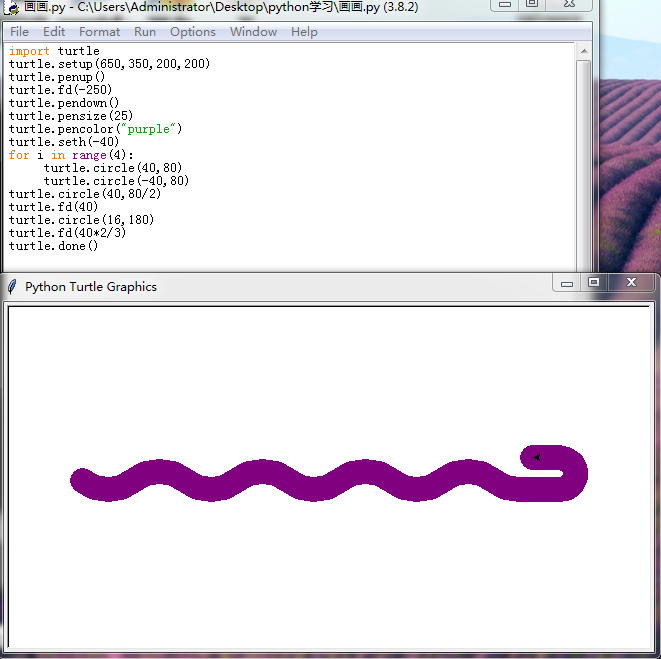 画画.py - C:\Users\Administrator\Desktop\python学习\画画.py (3.8.2)
File Edit Format Run Options Window Help
import turtle
turtle.setup(650,350,200,200)
turtle.penup()
turtle.fd(-250)
turtle.pendown()
turtle.pensize(25)
turtle.pencolor("purple")
turtle.seth(-40)
for i in range(4):
     turtle.circle(40,80)
     turtle.circle(-40,80)
turtle.circle(40,80/2)
turtle.fd(40)
turtle.circle(16,180)
turtle.fd(40*2/3)
turtle.done()
Python Turtle Graphics